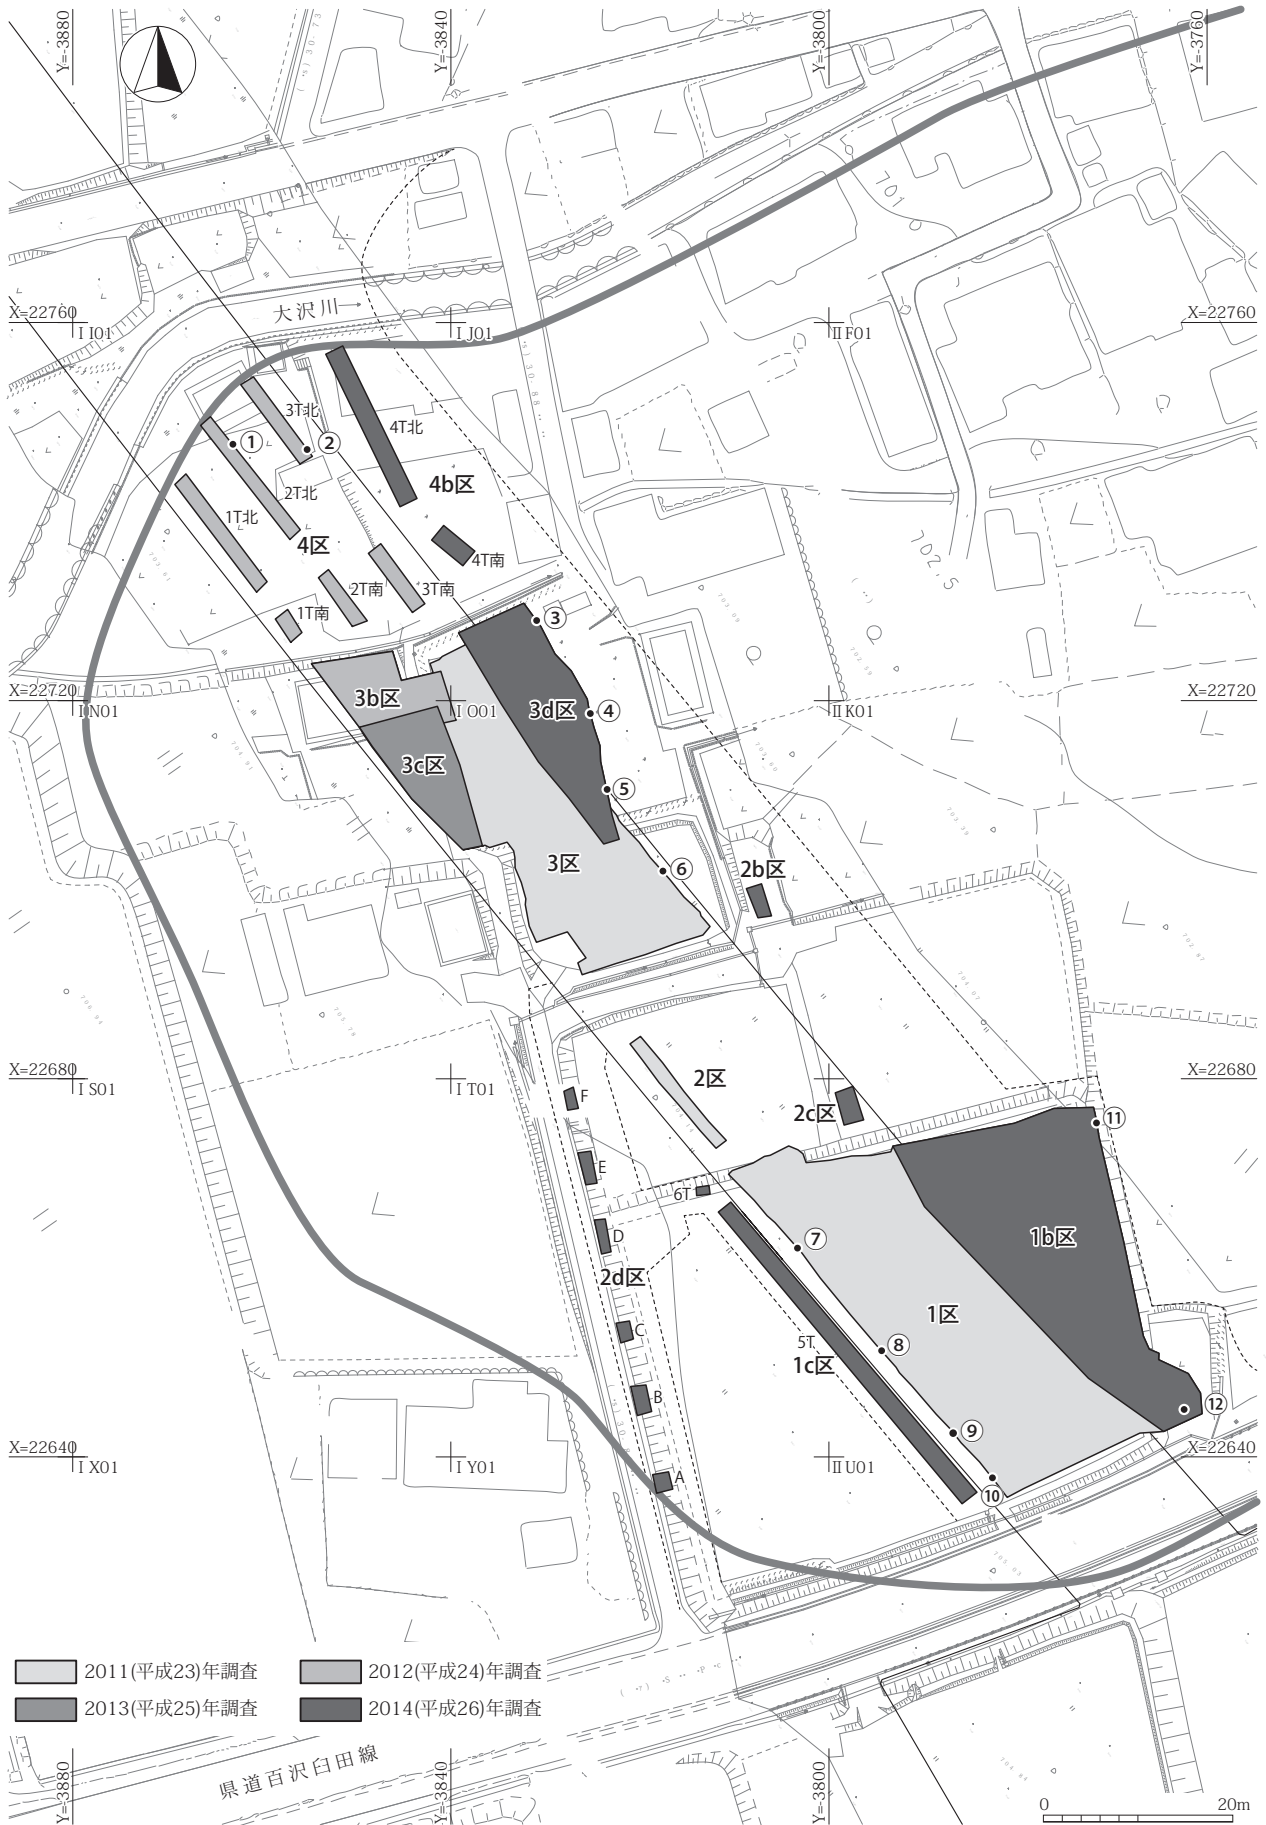 Y=-3880
Y=-3840
Y=-3800
Y=-3760
7D1
大沢川
X=22760
X=22760
I I01
I J01
II F01
3T北
4T北
①
②
2T北
4b区
1T北
4区
4T南
7D2.5
2T南
3T南
1T南
③
3b区
X=22720
X=22720
I N01
I O01
3d区
④
II K01
3c区
⑤
3区
⑥
2b区
X=22680
X=22680
I S01
I T01
2区
F
2c区
⑪
E
6T
D
⑦
1b区
2d区
1区
C
5T
⑧
1c区
B
⑫
⑨
X=22640
X=22640
I X01
I Y01
II U01
A
⑩
2011(平成23)年調査
2012(平成24)年調査
2013(平成25)年調査
2014(平成26)年調査
県道百沢臼田線
Y=-3880
Y=-3840
Y=-3800
0
20m